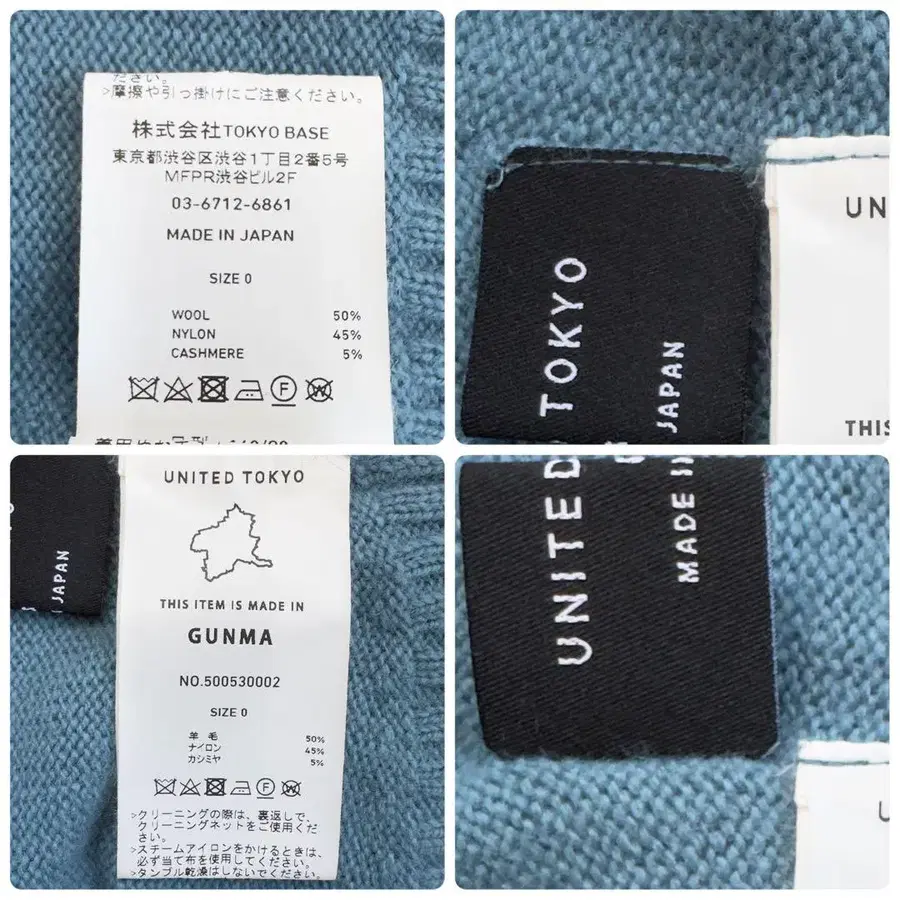 ださい。
>摩擦や引っ掛けにご注意ください。
株式会社TOKYO BASE
東京都渋谷区渋谷1丁目2番5号
MFPR渋谷ビル2F
03-6712-6861
MADE IN JAPAN
SIZE 0
WOOL 50%
NYLON 45%
CASHMERE 5%
F
W
TOKYO
JAPAN
UN
THIS
JAPAN
UNITED TOKYO
THIS ITEM IS MADE IN
GUNMA
NO.500530002
SIZE 0
羊毛 50%
ナイロン 45%
カシミヤ 5%
F
W
>クリーニングの際は、裏返しで、
クリーニングネットをご使用くだ
さい。
>スチームアイロンをかけるときは、
必ず当て布を使用してください。
>タンブル乾燥はしないでください。
UNITED
MADE I
U